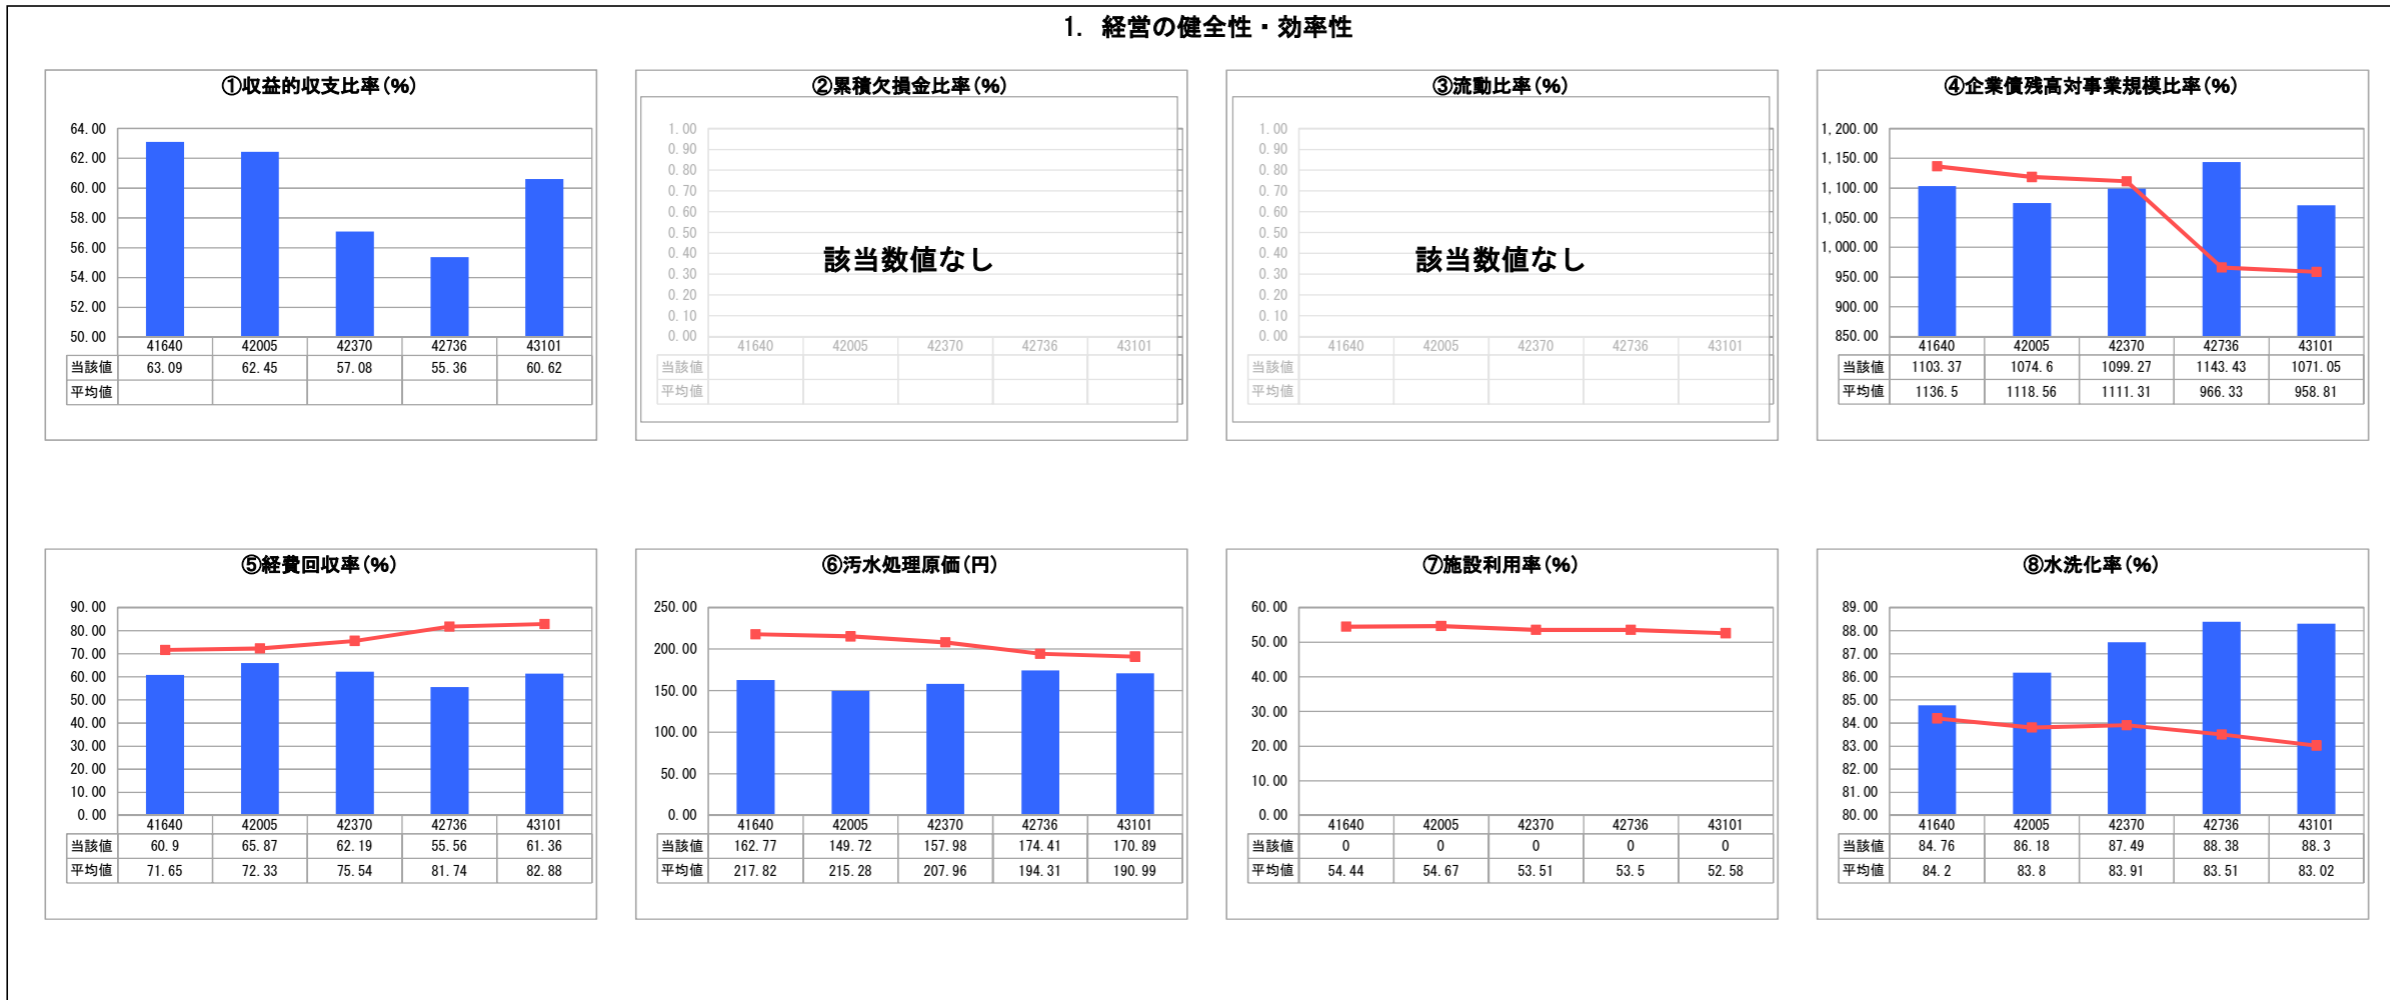 1. 経営の健全性・効率性
①収益的収支比率(%)
64.00
62.00
60.00
58.00
56.00
54.00
52.00
50.00
41640 42005 42370 42736 43101
当該値 63.09 62.45 57.08 55.36 60.62
平均値
②累積欠損金比率(%)
1.00
0.90
0.80
0.70
0.60
0.50
0.40
0.30
0.20
0.10
0.00
該当数値なし
41640 42005 42370 42736 43101
当該値
平均値
③流動比率(%)
1.00
0.90
0.80
0.70
0.60
0.50
0.40
0.30
0.20
0.10
0.00
該当数値なし
41640 42005 42370 42736 43101
当該値
平均値
④企業債残高対事業規模比率(%)
1,200.00
1,150.00
1,100.00
1,050.00
1,000.00
950.00
900.00
850.00
41640 42005 42370 42736 43101
当該値 1103.37 1074.6 1099.27 1143.43 1071.05
平均値 1136.5 1118.56 1111.31 966.33 958.81
⑤経費回収率(%)
90.00
80.00
70.00
60.00
50.00
40.00
30.00
20.00
10.00
0.00
41640 42005 42370 42736 43101
当該値 60.9 65.87 62.19 55.56 61.36
平均値 71.65 72.33 75.54 81.74 82.88
⑥汚水処理原価(円)
250.00
200.00
150.00
100.00
50.00
0.00
41640 42005 42370 42736 43101
当該値 162.77 149.72 157.98 174.41 170.89
平均値 217.82 215.28 207.96 194.31 190.99
⑦施設利用率(%)
60.00
50.00
40.00
30.00
20.00
10.00
0.00
41640 42005 42370 42736 43101
当該値 0 0 0 0 0
平均値 54.44 54.67 53.51 53.5 52.58
⑧水洗化率(%)
89.00
88.00
87.00
86.00
85.00
84.00
83.00
82.00
81.00
80.00
41640 42005 42370 42736 43101
当該値 84.76 86.18 87.49 88.38 88.3
平均値 84.2 83.8 83.91 83.51 83.02